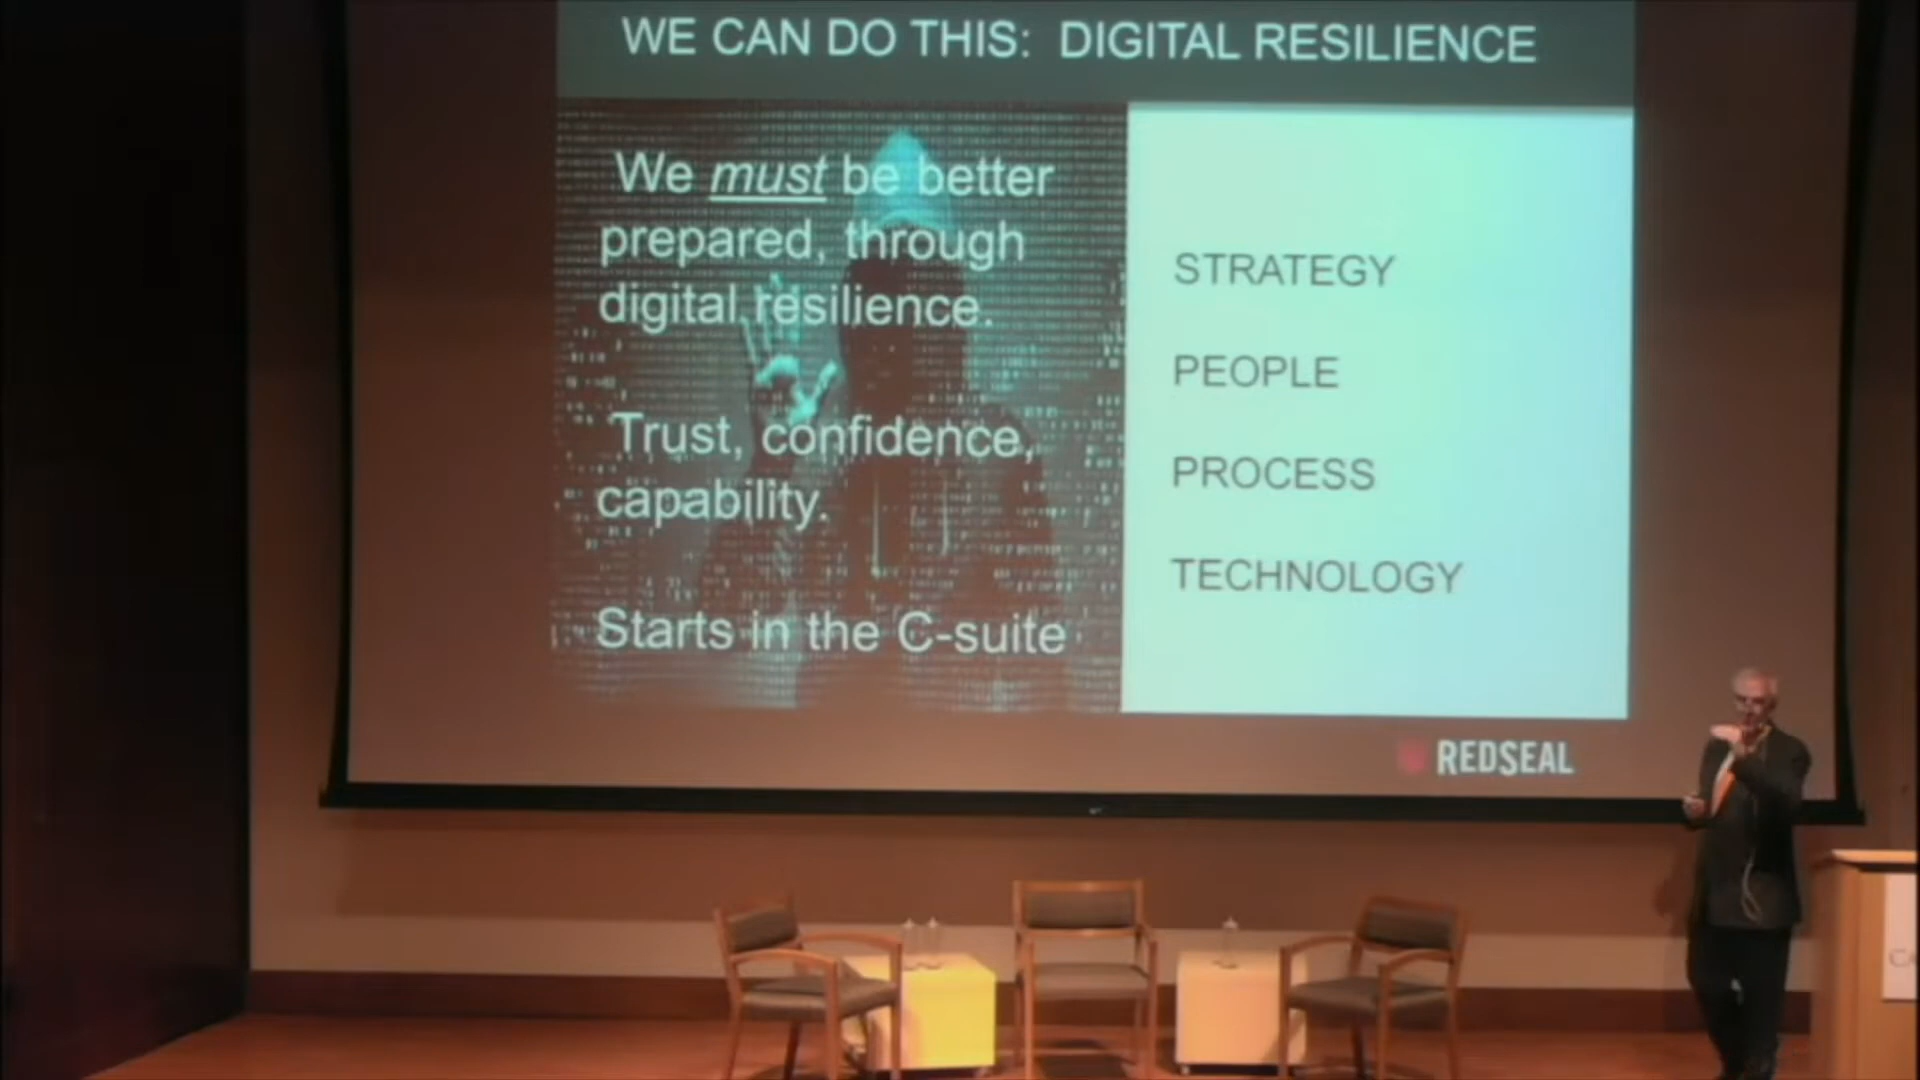 WE CAN DO THIS: DIGITAL RESILIENCE
We must be better
prepared, through
digital resilience.
Trust, confidence,
capability.
Starts in the C-suite
STRATEGY
PEOPLE
PROCESS
TECHNOLOGY
REDSEAL